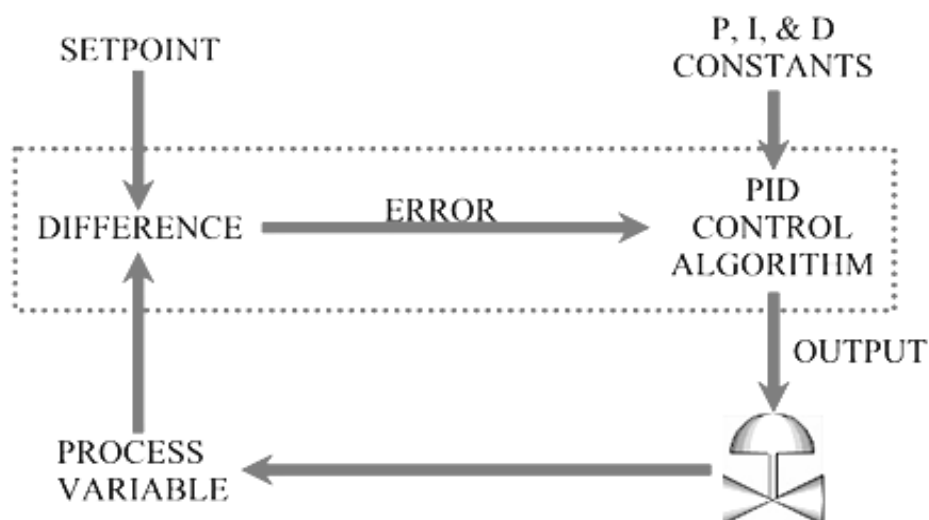 SETPOINT
P, I, & D
CONSTANTS
DIFFERENCE
ERROR
PID
CONTROL
ALGORITHM
OUTPUT
PROCESS
VARIABLE